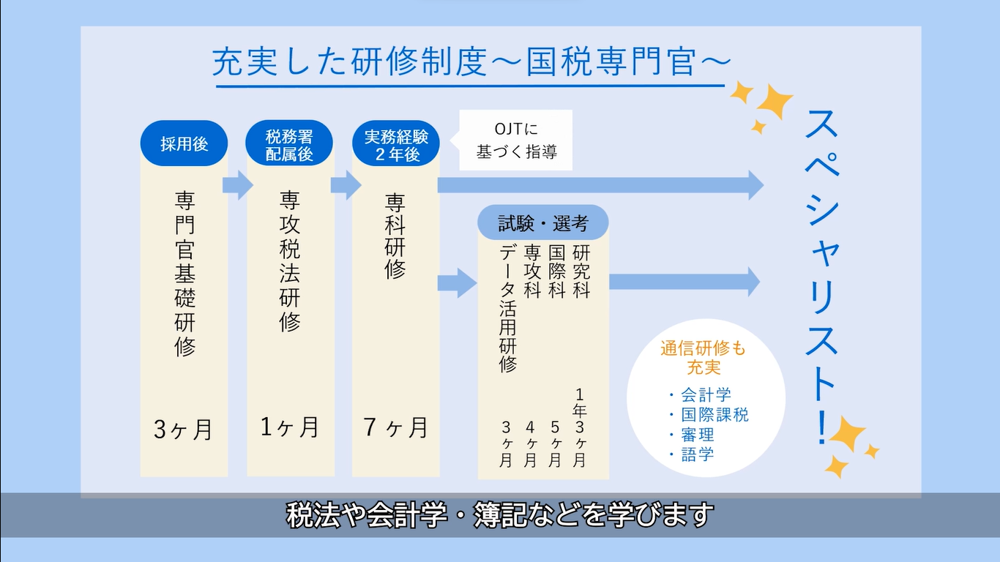 充実した研修制度～国税専門官～
採用後
専門官基礎研修
3ヶ月
税務署
配属後
専攻税法研修
1ヶ月
実務経験
２年後
専科研修
７ヶ月
OJTに
基づく指導
試験・選考
研究科
1年3ヶ月
国際科
5ヶ月
専攻科
4ヶ月
データ活用研修
3ヶ月
通信研修も
充実
・会計学
・国際課税
・審理
・語学
スペシャリスト！
税法や会計学・簿記などを学びます